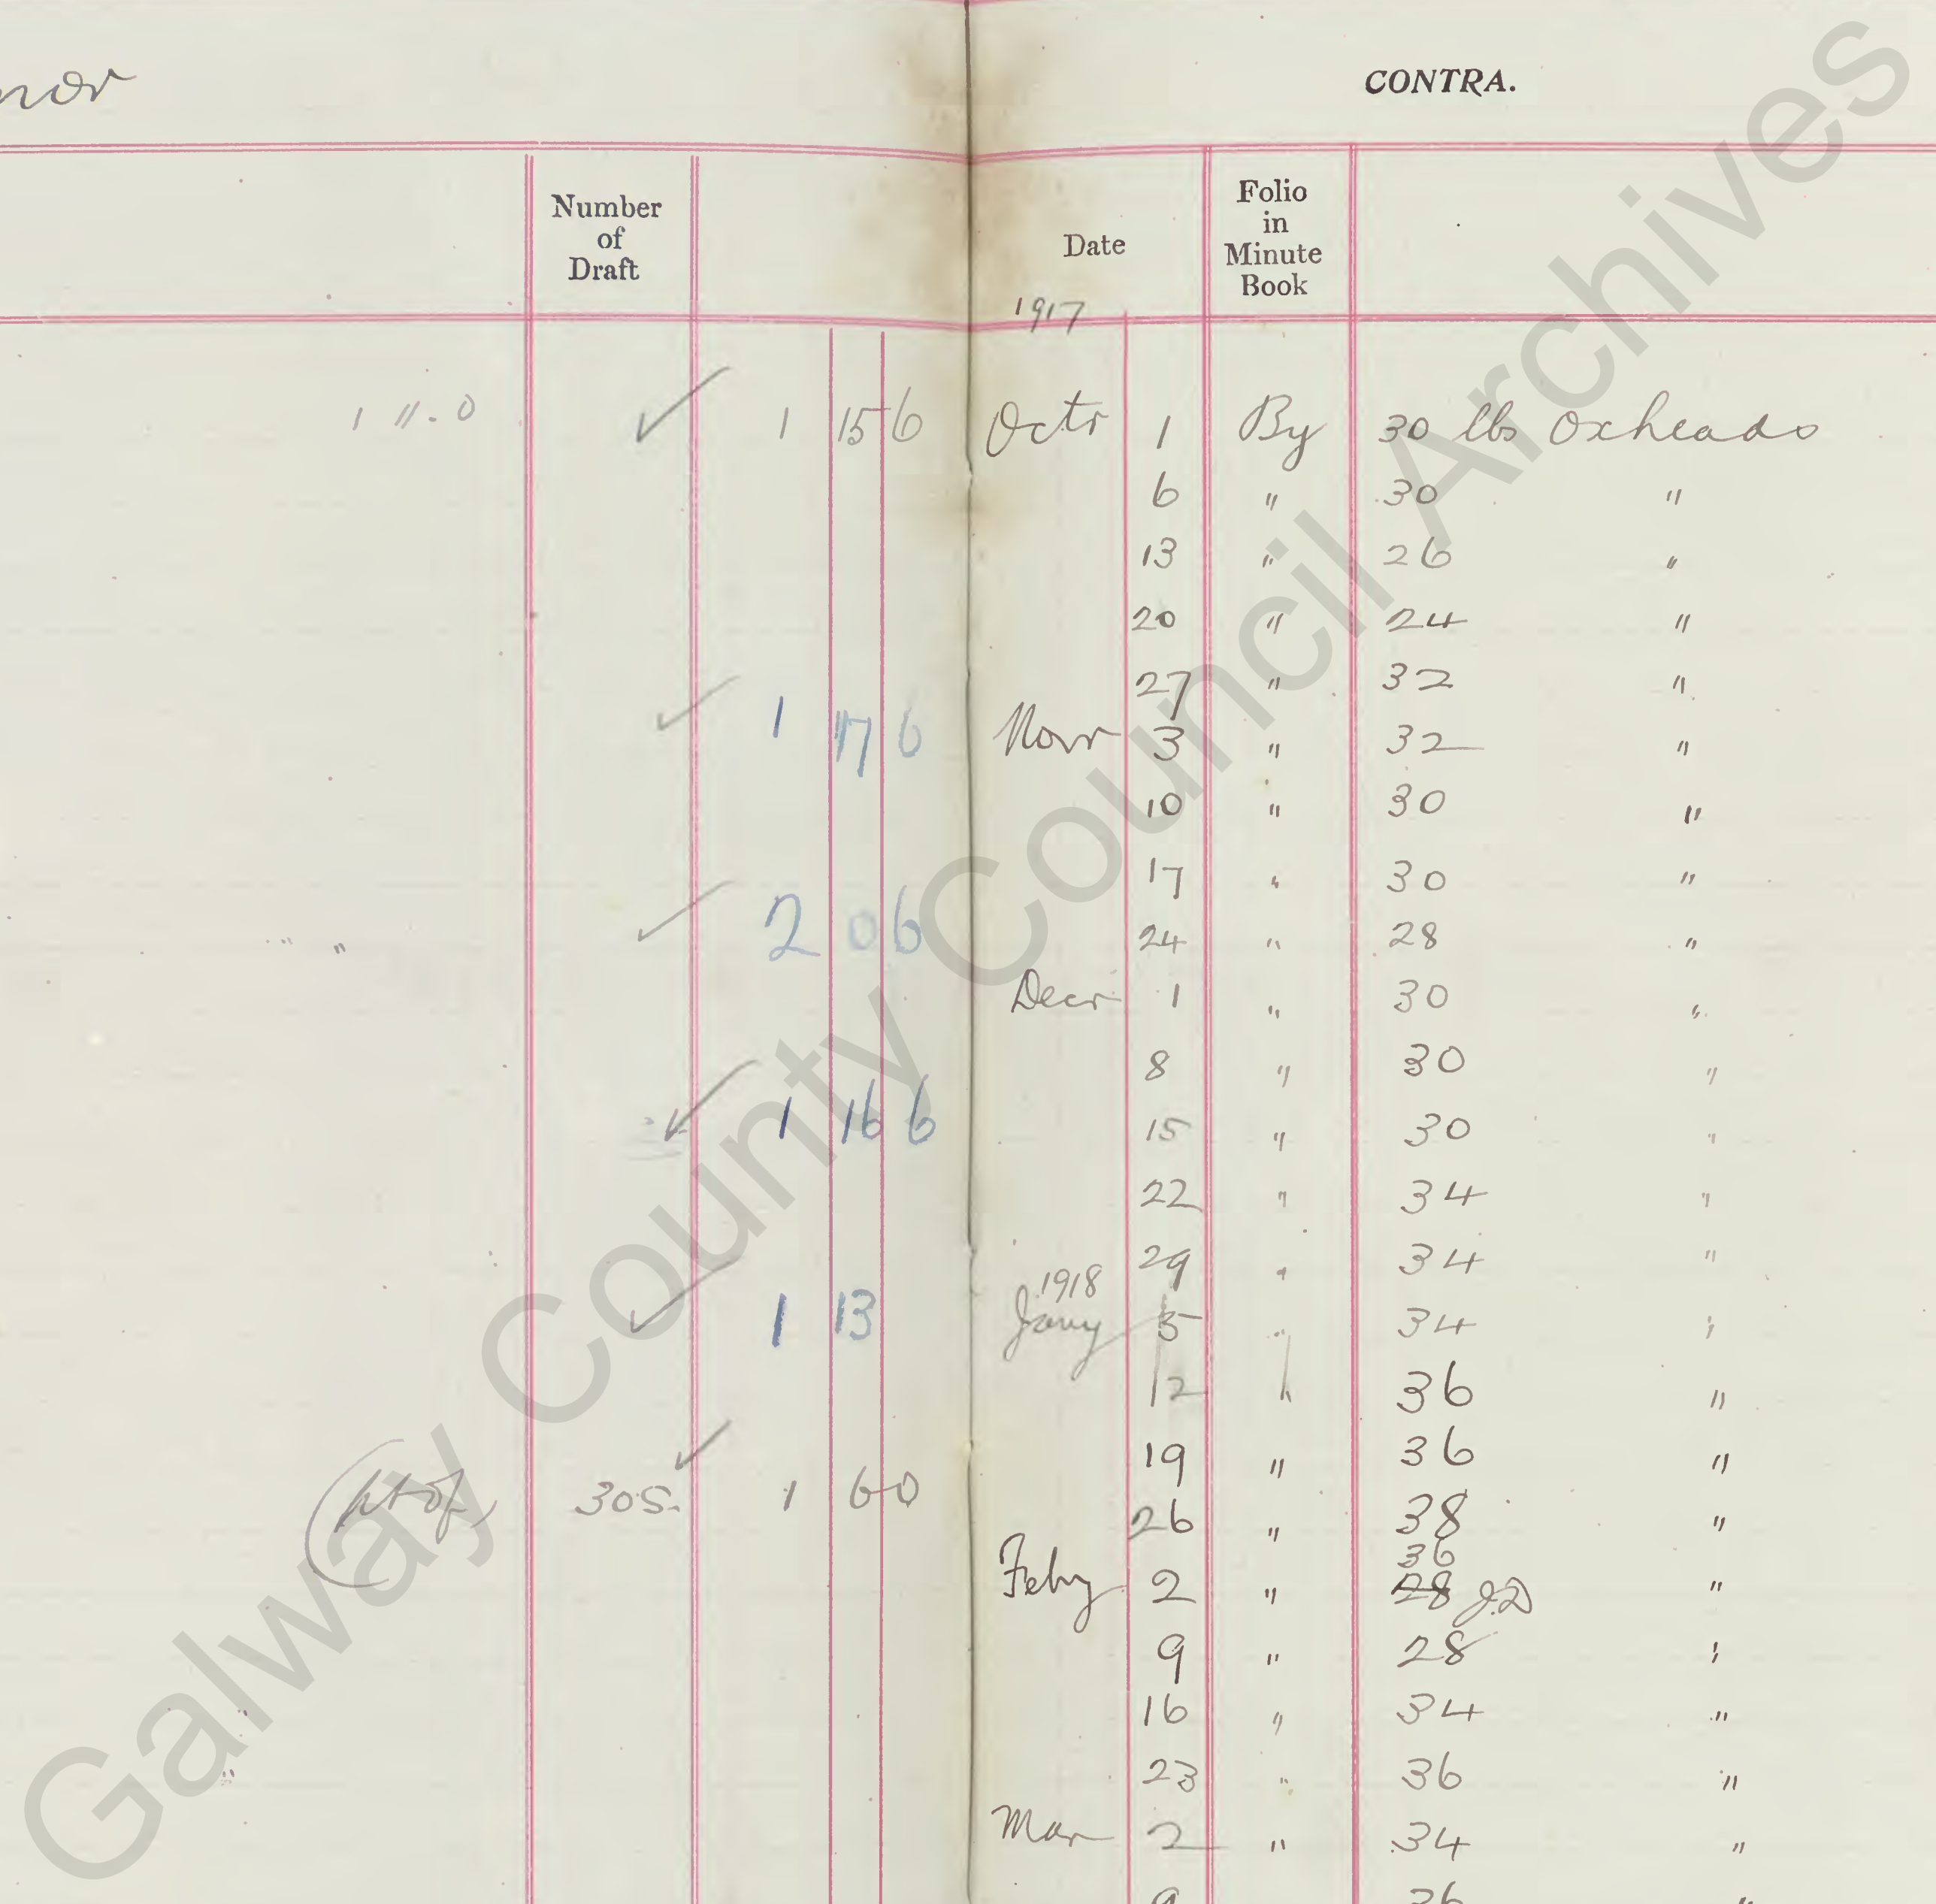 nor
Number
of
Draft
1 11. 0
1 15 6
1 17 6
" "
2 0 6
1 16 6
1 13
305. 1 6 0
"
"
CONTRA.
Date
Folio
in
Minute
Book
1917
Octr 1 By 30 lbs Oxheads
6 " 30 "
13 " 26 "
20 " 24 "
27 " 32 "
Novr 3 " 32 "
10 " 30 "
17 " 30 "
24 " 28 "
Decr 1 " 30 "
8 " 30 "
15 " 30 "
22 " 34 "
29 " 34 "
1918
Jany 5 " 34 "
12 " 36 "
19 " 36 "
26 " 38 "
36
Feby 2 " 28 J.D "
9 " 28 "
16 " 34 "
23 " 36 "
Mar 2 " 34 "
9 36 "
Galway County Council Archives